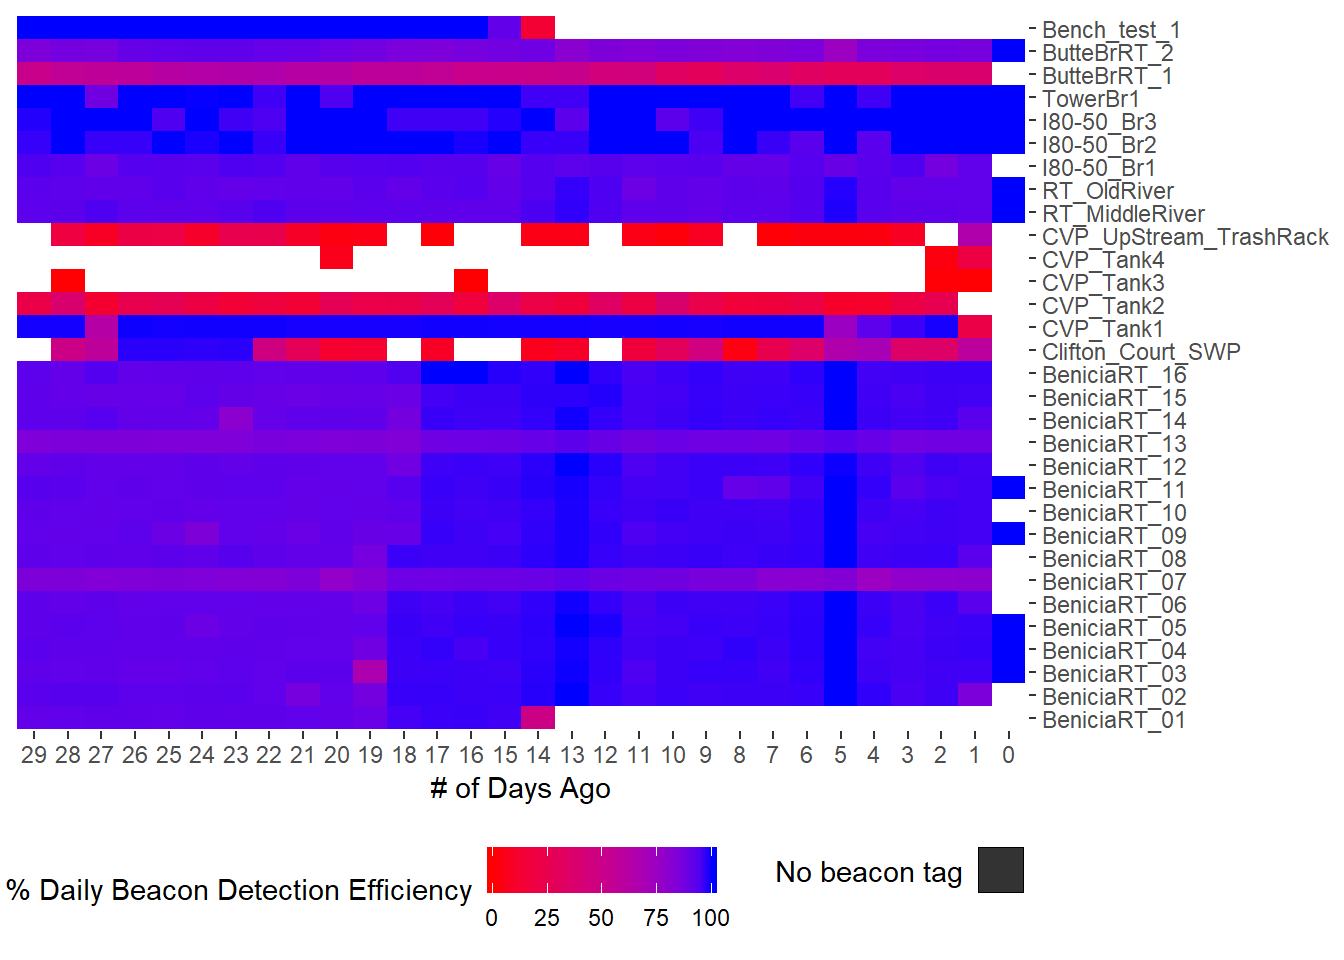 Bench_test_1
ButteBrRT_2
ButteBrRT_1
TowerBr1
I80-50_Br3
I80-50_Br2
I80-50_Br1
RT_OldRiver
RT_MiddleRiver
CVP_UpStream_TrashRack
CVP_Tank4
CVP_Tank3
CVP_Tank2
CVP_Tank1
Clifton_Court_SWP
BeniciaRT_16
BeniciaRT_15
BeniciaRT_14
BeniciaRT_13
BeniciaRT_12
BeniciaRT_11
BeniciaRT_10
BeniciaRT_09
BeniciaRT_08
BeniciaRT_07
BeniciaRT_06
BeniciaRT_05
BeniciaRT_04
BeniciaRT_03
BeniciaRT_02
BeniciaRT_01
29 28 27 26 25 24 23 22 21 20 19 18 17 16 15 14 13 12 11 10 9 8 7 6 5 4 3 2 1 0
# of Days Ago
% Daily Beacon Detection Efficiency
0 25 50 75 100
No beacon tag